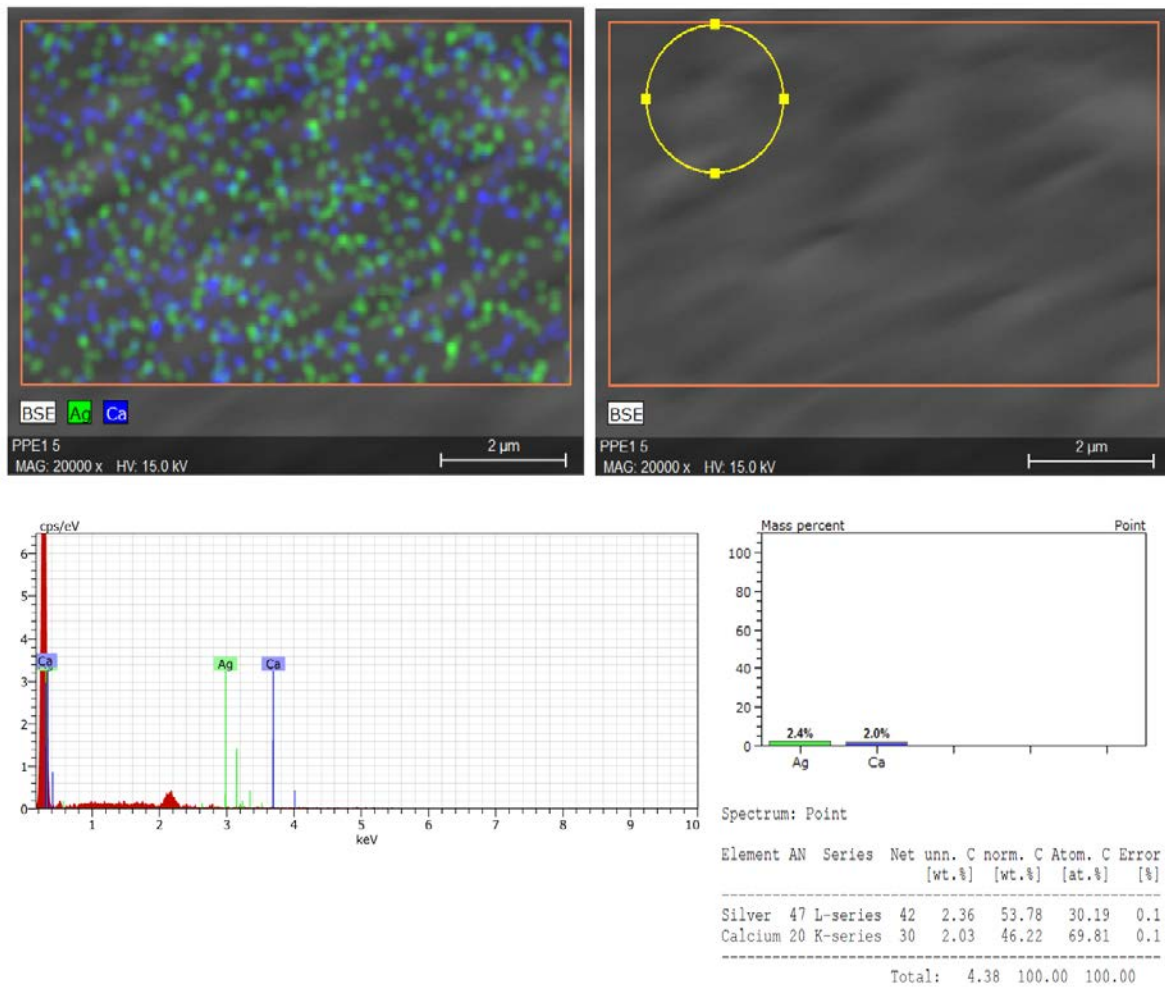 BSE Ag Ca
PPE1 5
MAG: 20000 x HV: 15.0 kV
2 µm
BSE
PPE1 5
MAG: 20000 x HV: 15.0 kV
2 µm
cps/eV
6
5
4
3
2
1
0
Ca
Ag
Ca
1 2 3 4 5 6 7 8 9 10
keV
Mass percent Point
100
80
60
40
20
0
2.4% 2.0%
Ag Ca
Spectrum: Point
Element AN Series Net unn. C norm. C Atom. C Error
[wt.%] [wt.%] [at.%] [%]
Silver 47 L-series 42 2.36 53.78 30.19 0.1
Calcium 20 K-series 30 2.03 46.22 69.81 0.1
Total: 4.38 100.00 100.00